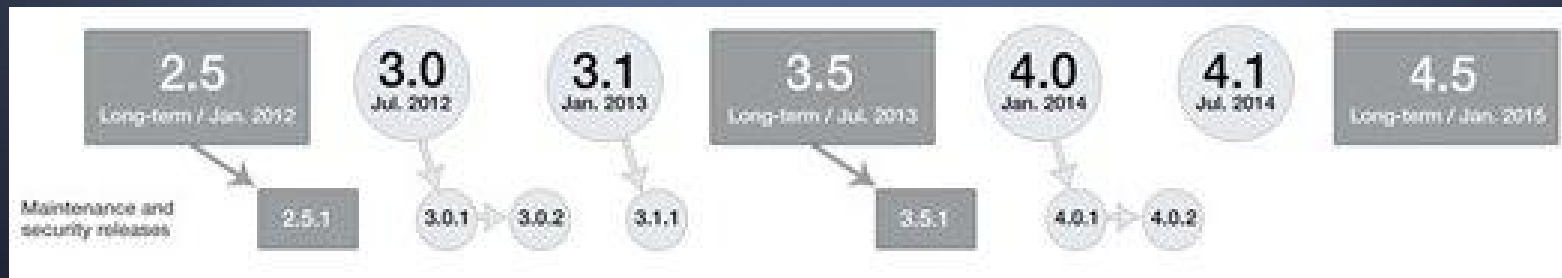 2.5
Long-term / Jan. 2012
3.0
Jul. 2012
3.1
Jan. 2013
3.5
Long-term / Jul. 2013
4.0
Jan. 2014
4.1
Jul. 2014
4.5
Long-term / Jan. 2015
Maintenance and
security releases
2.5.1
3.0.1
3.0.2
3.1.1
3.5.1
4.0.1
4.0.2